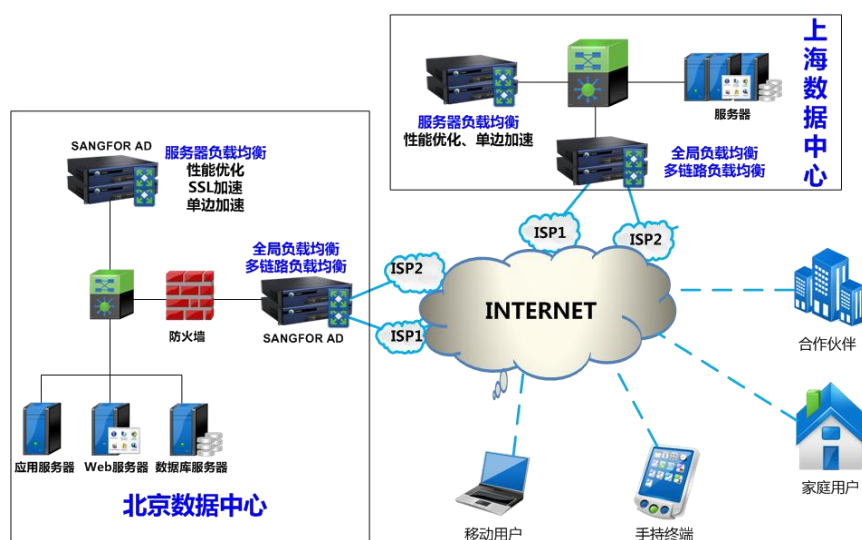 上海数据中心
服务器负载均衡
性能优化、单边加速
服务器
全局负载均衡
多链路负载均衡
SANGFOR AD
服务器负载均衡
性能优化
SSL加速
单边加速
ISP1
ISP2
全局负载均衡
多链路负载均衡
ISP2
INTERNET
防火墙
SANGFOR AD
ISP1
合作伙伴
应用服务器
Web服务器
数据库服务器
家庭用户
北京数据中心
移动用户
手持终端